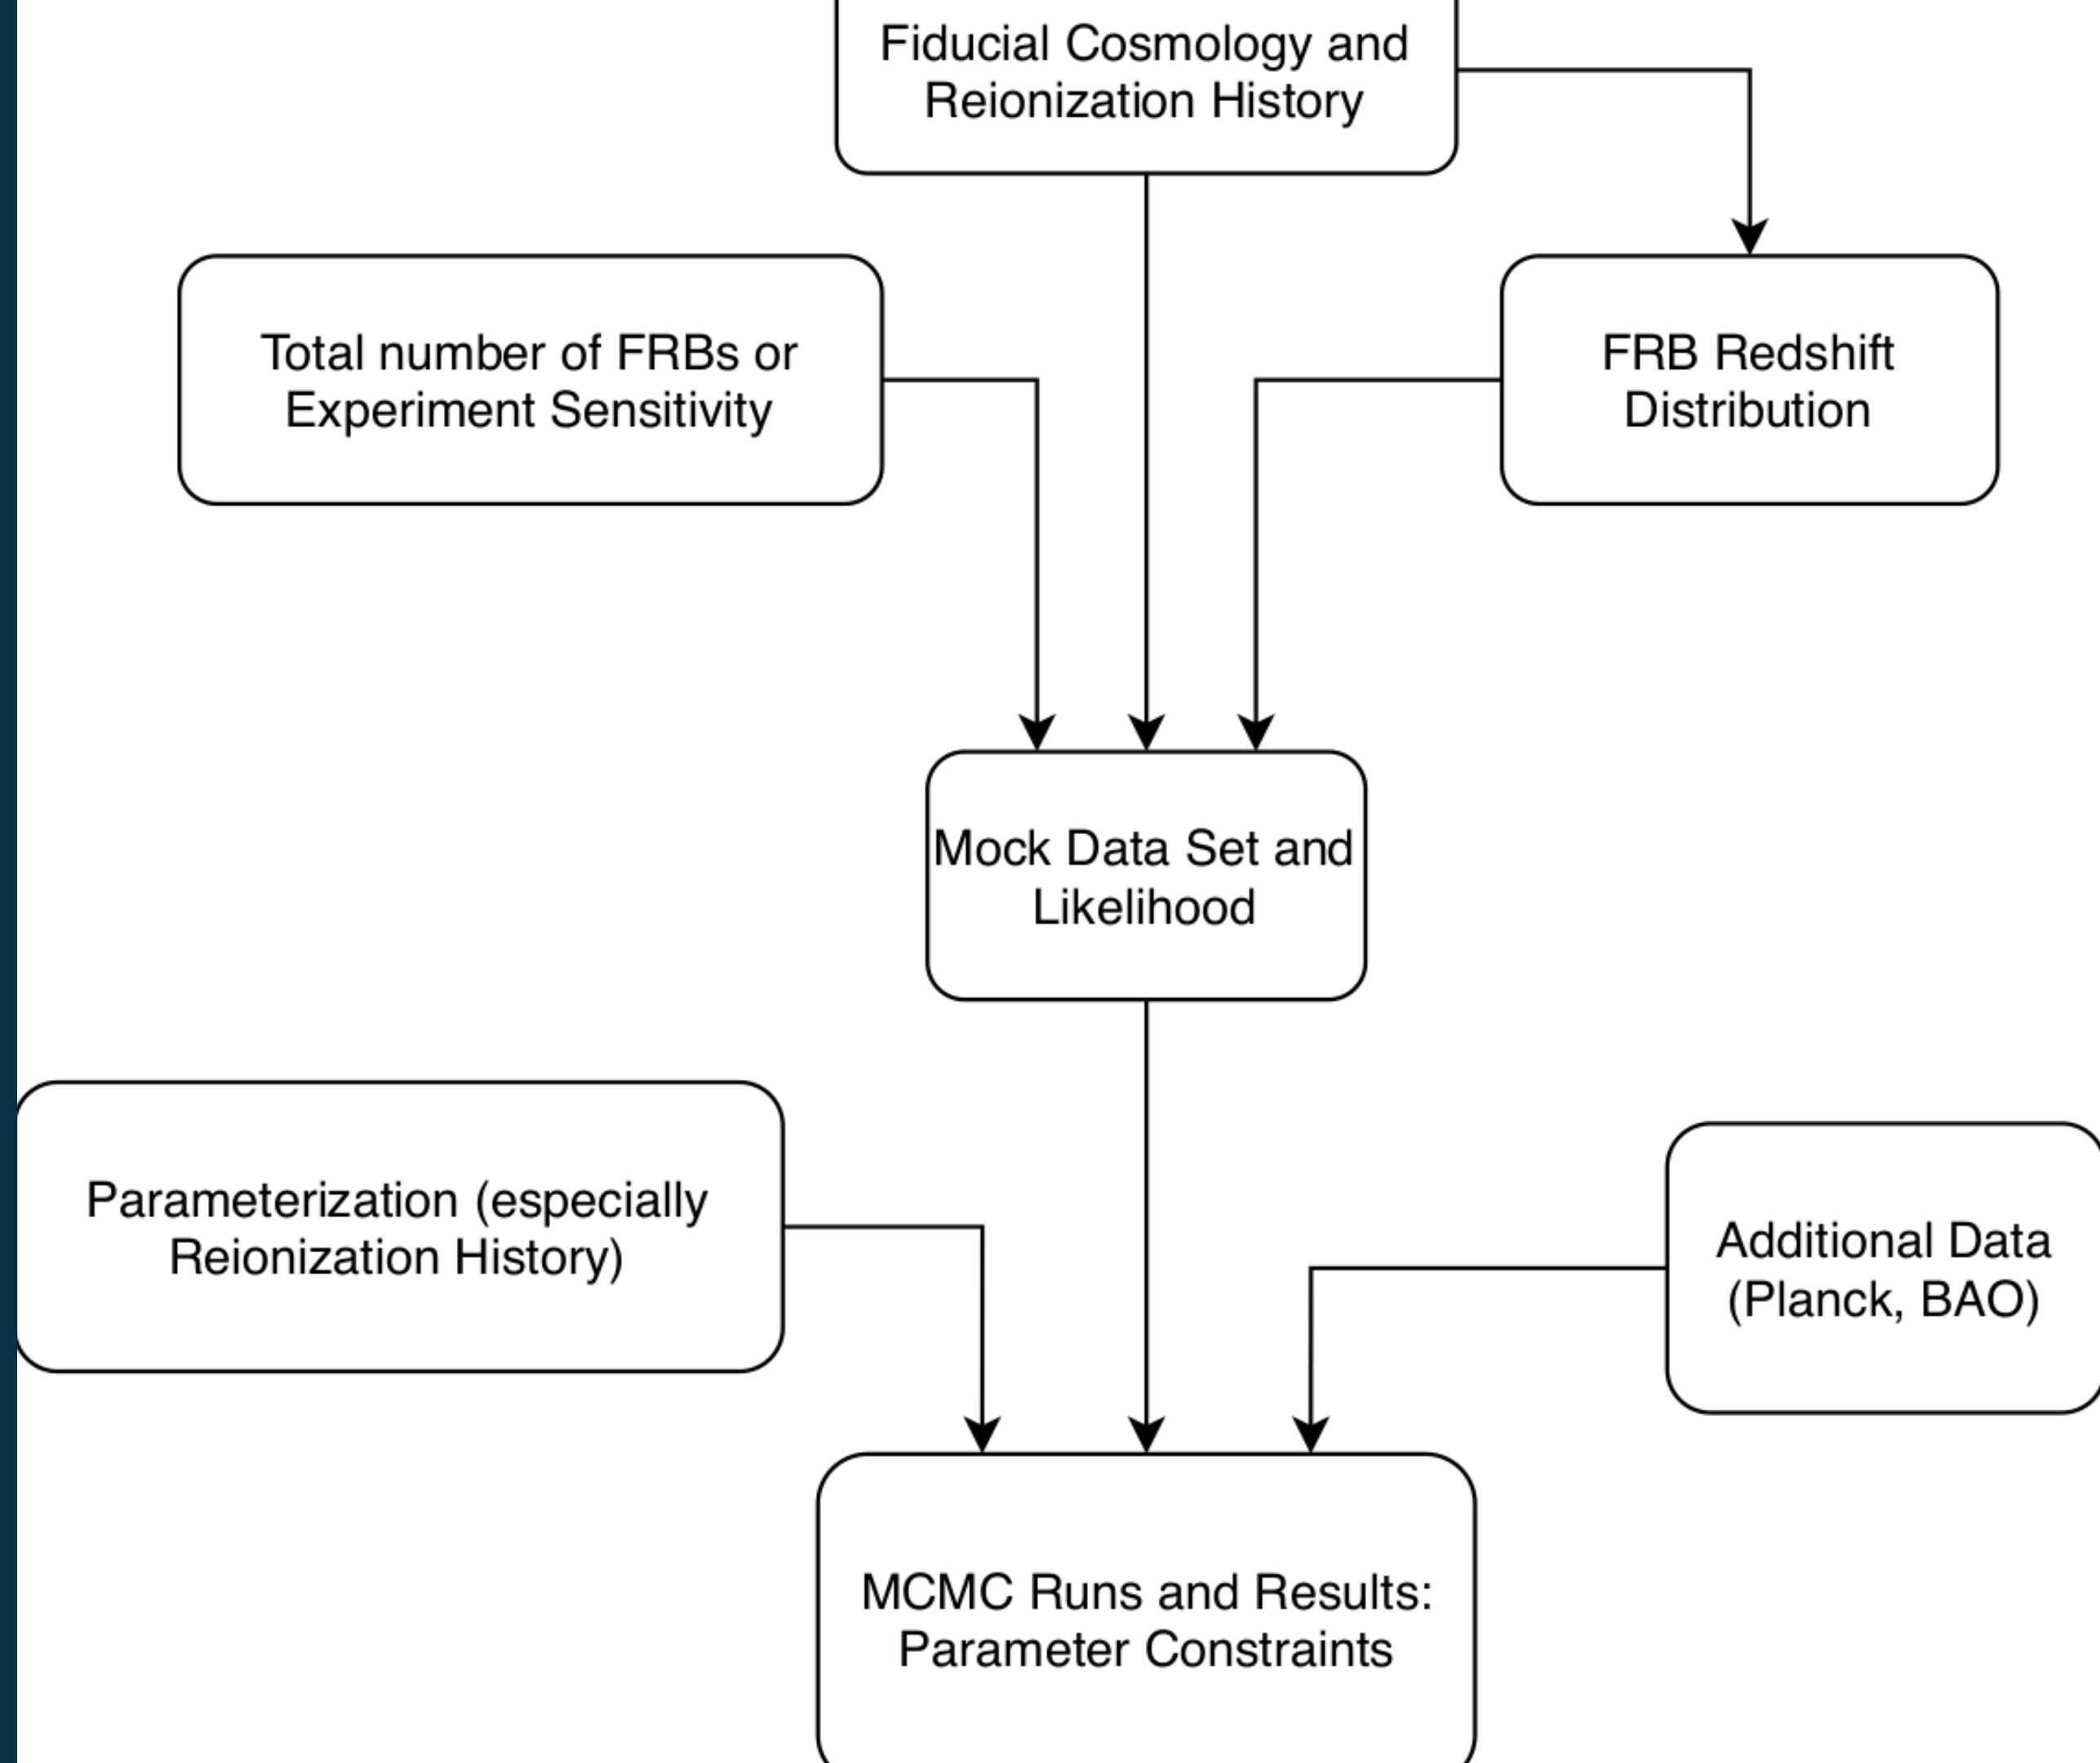 Fiducial Cosmology and
Reionization History
Total number of FRBs or
Experiment Sensitivity
FRB Redshift
Distribution
Mock Data Set and
Likelihood
Parameterization (especially
Reionization History)
Additional Data
(Planck, BAO)
MCMC Runs and Results:
Parameter Constraints